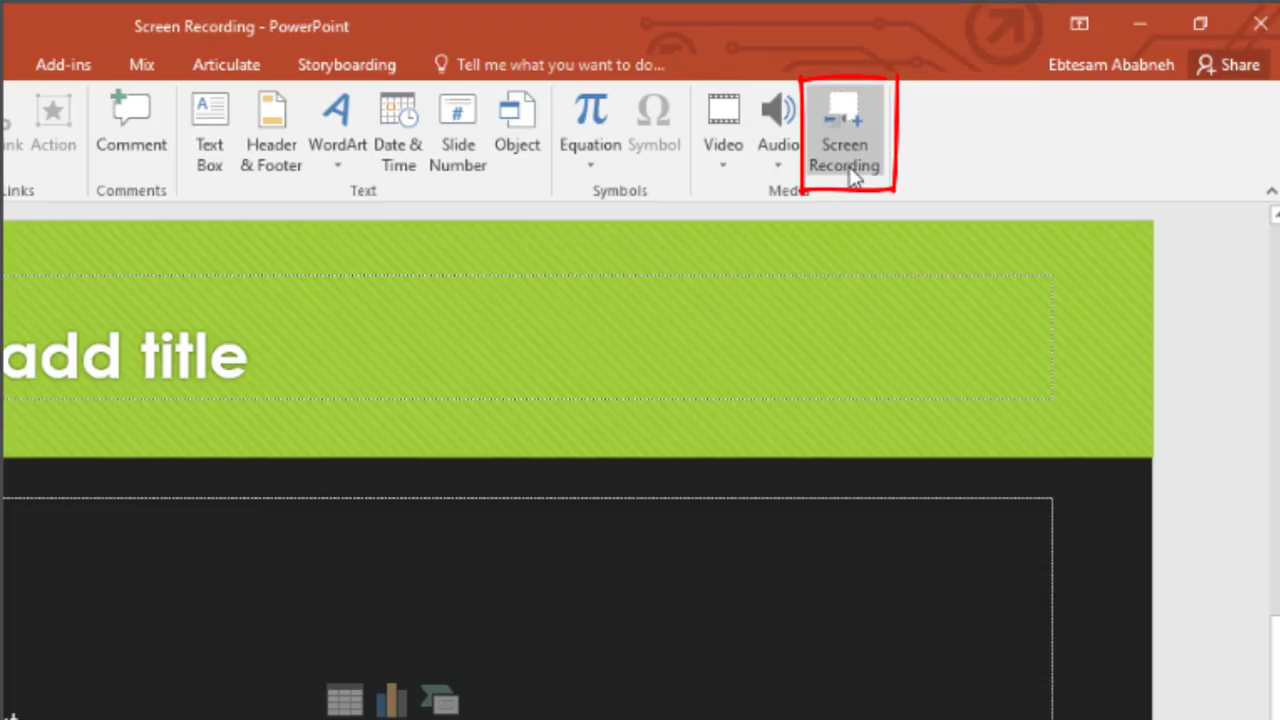 Screen Recording - PowerPoint
Add-ins Mix Articulate Storyboarding Tell me what you want to do... Ebtesam Ababneh Share
Action Comment Text Box Header & Footer WordArt Date & Time Slide Number Object Equation Symbol Video Audio Screen Recording
Comments Text Symbols
add title